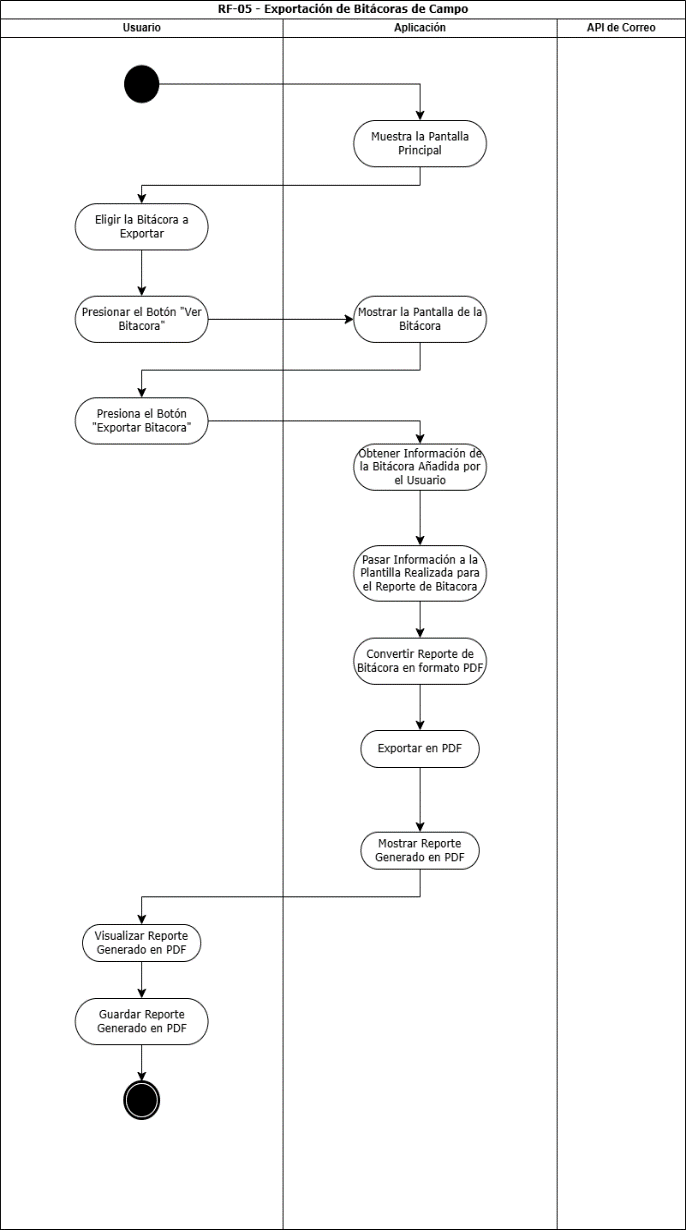 RF-05 - Exportación de Bitácoras de Campo
Usuario
Aplicación
API de Correo
Muestra la Pantalla
Principal
Eligir la Bitácora a
Exportar
Presionar el Botón "Ver
Bitacora"
Mostrar la Pantalla de la
Bitácora
Presiona el Botón
"Exportar Bitacora"
Obtener Información de
la Bitácora Añadida por
el Usuario
Pasar Información a la
Plantilla Realizada para
el Reporte de Bitacora
Convertir Reporte de
Bitácora en formato PDF
Exportar en PDF
Mostrar Reporte
Generado en PDF
Visualizar Reporte
Generado en PDF
Guardar Reporte
Generado en PDF